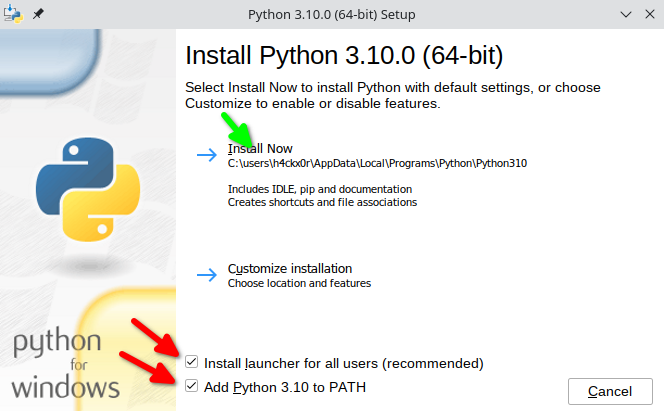 Python 3.10.0 (64-bit) Setup
Install Python 3.10.0 (64-bit)
Select Install Now to install Python with default settings, or choose
Customize to enable or disable features.
Install Now
C:\users\h4ckx0r\AppData\Local\Programs\Python\Python310
Includes IDLE, pip and documentation
Creates shortcuts and file associations
Customize installation
Choose location and features
python
for
windows
Install launcher for all users (recommended)
Add Python 3.10 to PATH
Cancel